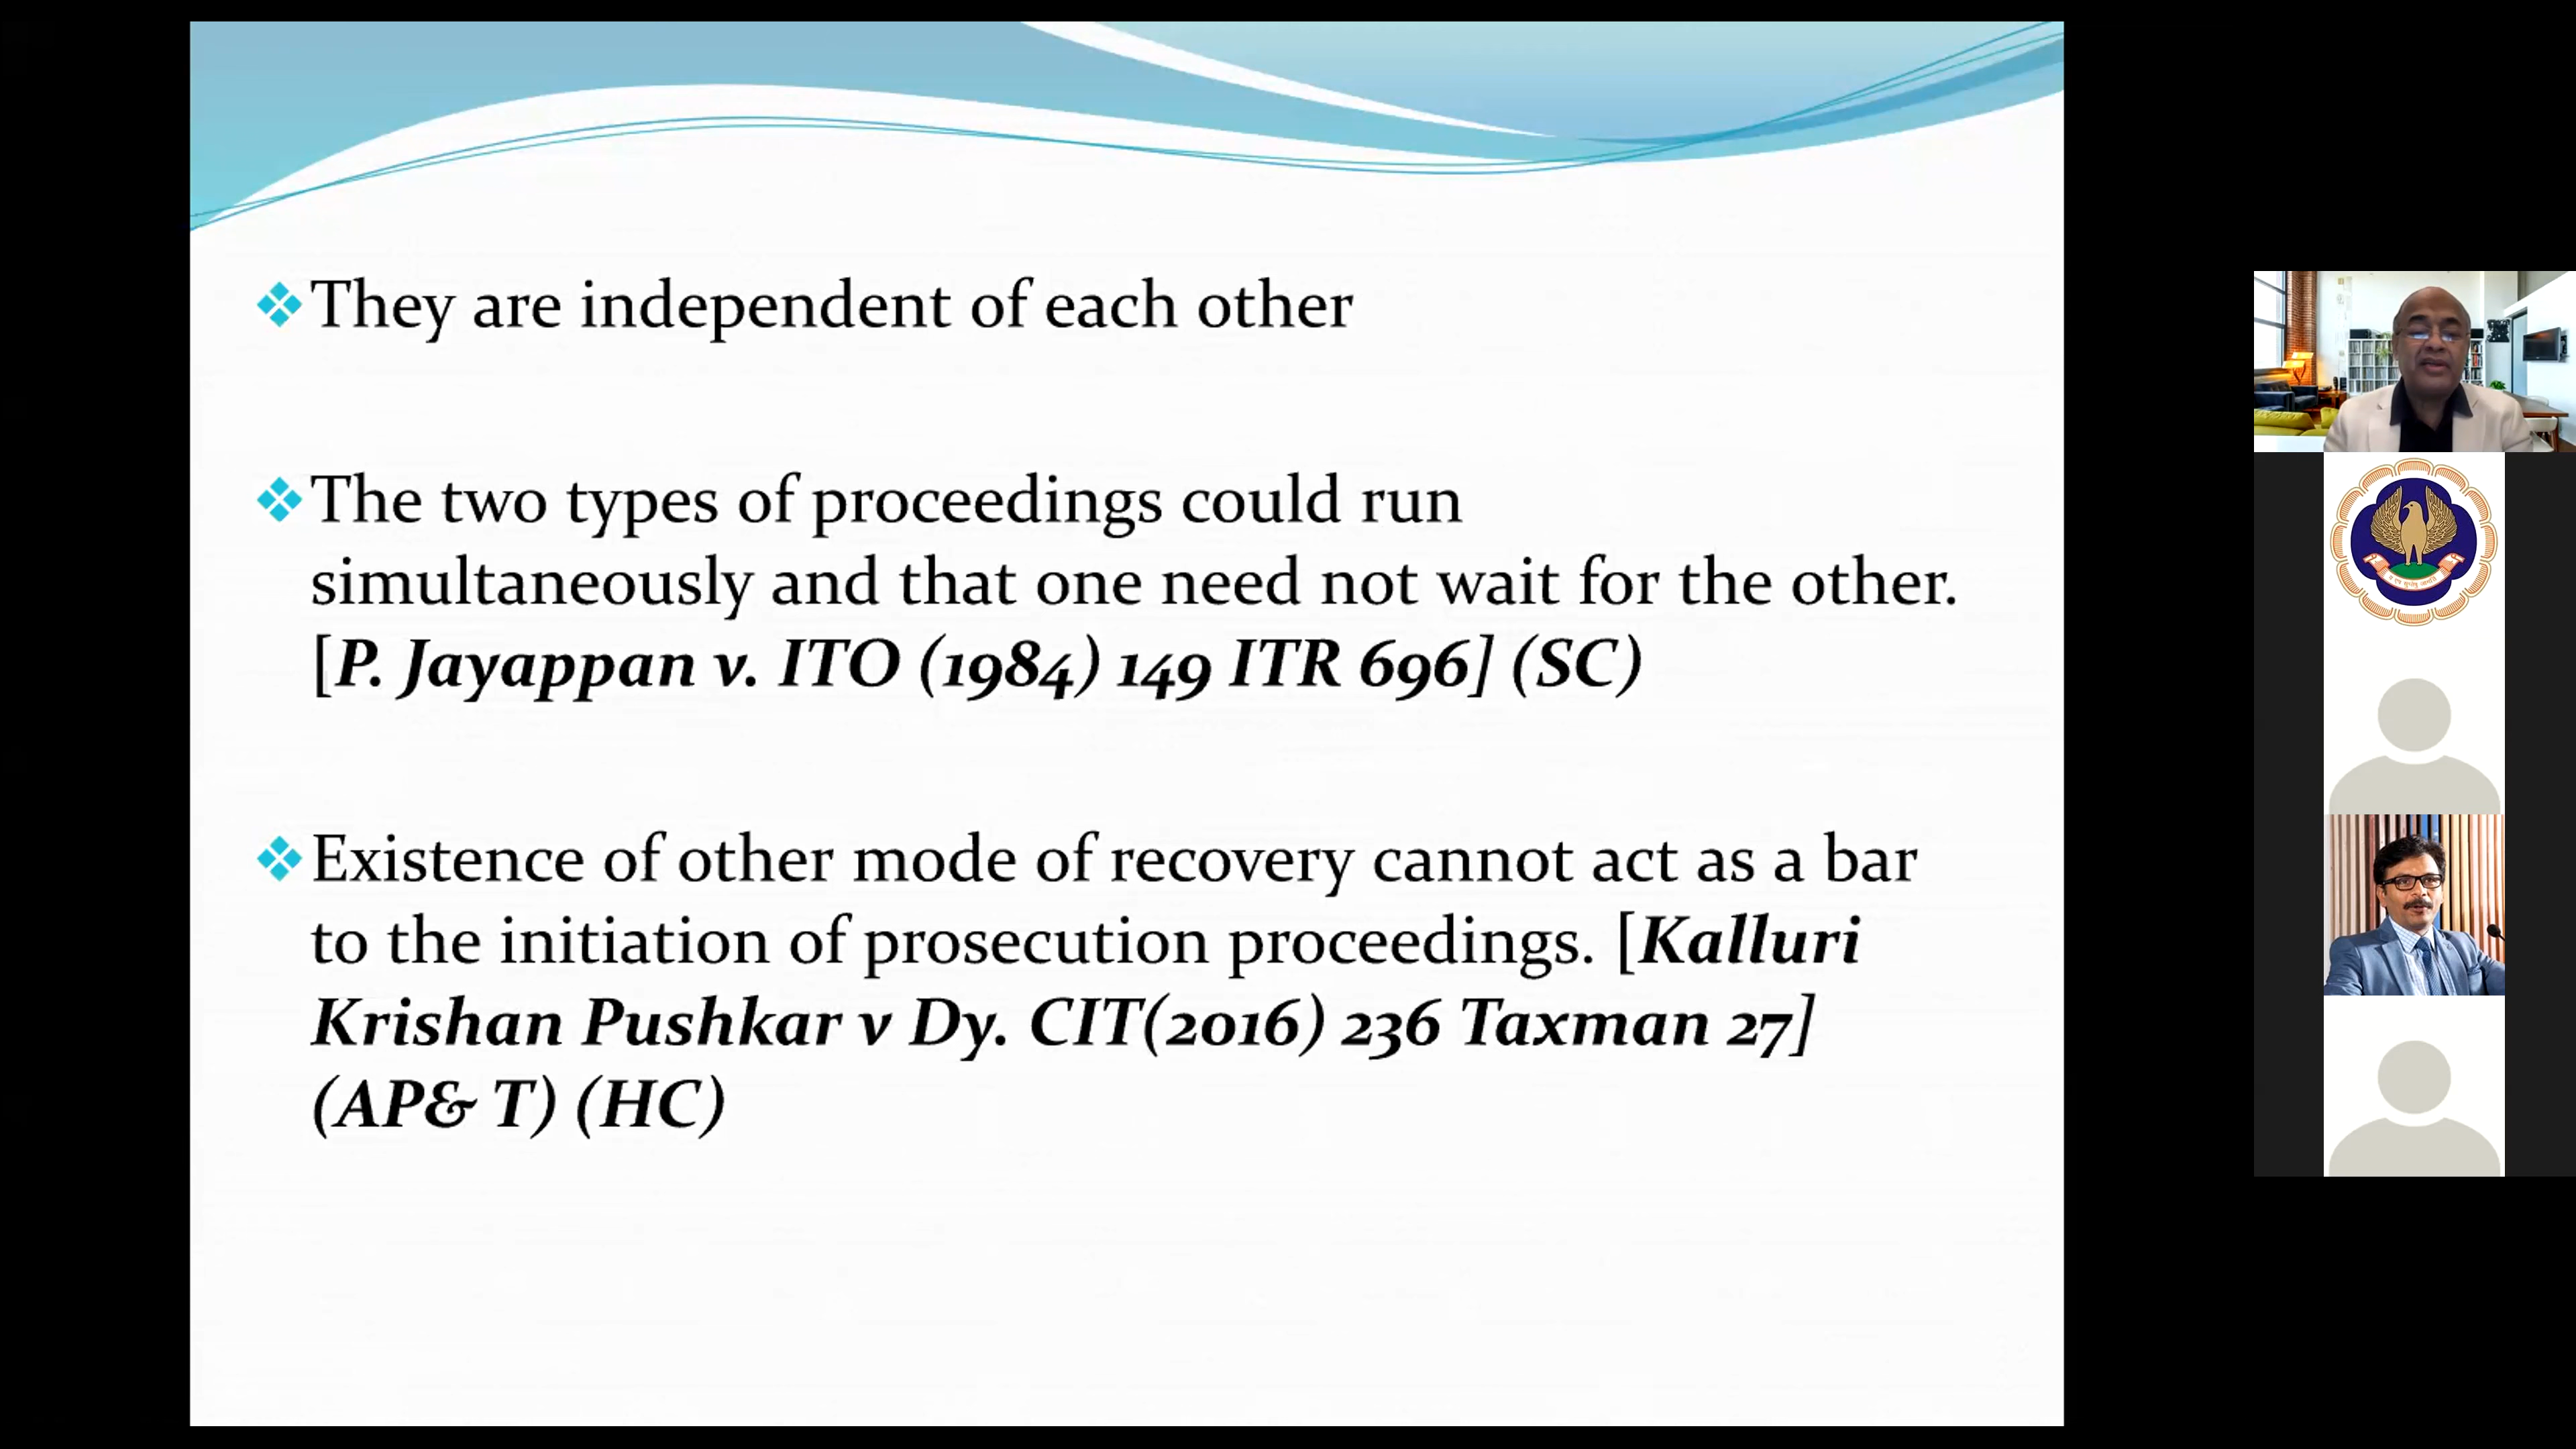 They are independent of each other
The two types of proceedings could run
simultaneously and that one need not wait for the other.
[P. Jayappan v. ITO (1984) 149 ITR 696] (SC)
Existence of other mode of recovery cannot act as a bar
to the initiation of prosecution proceedings. [Kalluri
Krishan Pushkar v Dy. CIT(2016) 236 Taxman 27]
(AP& T) (HC)